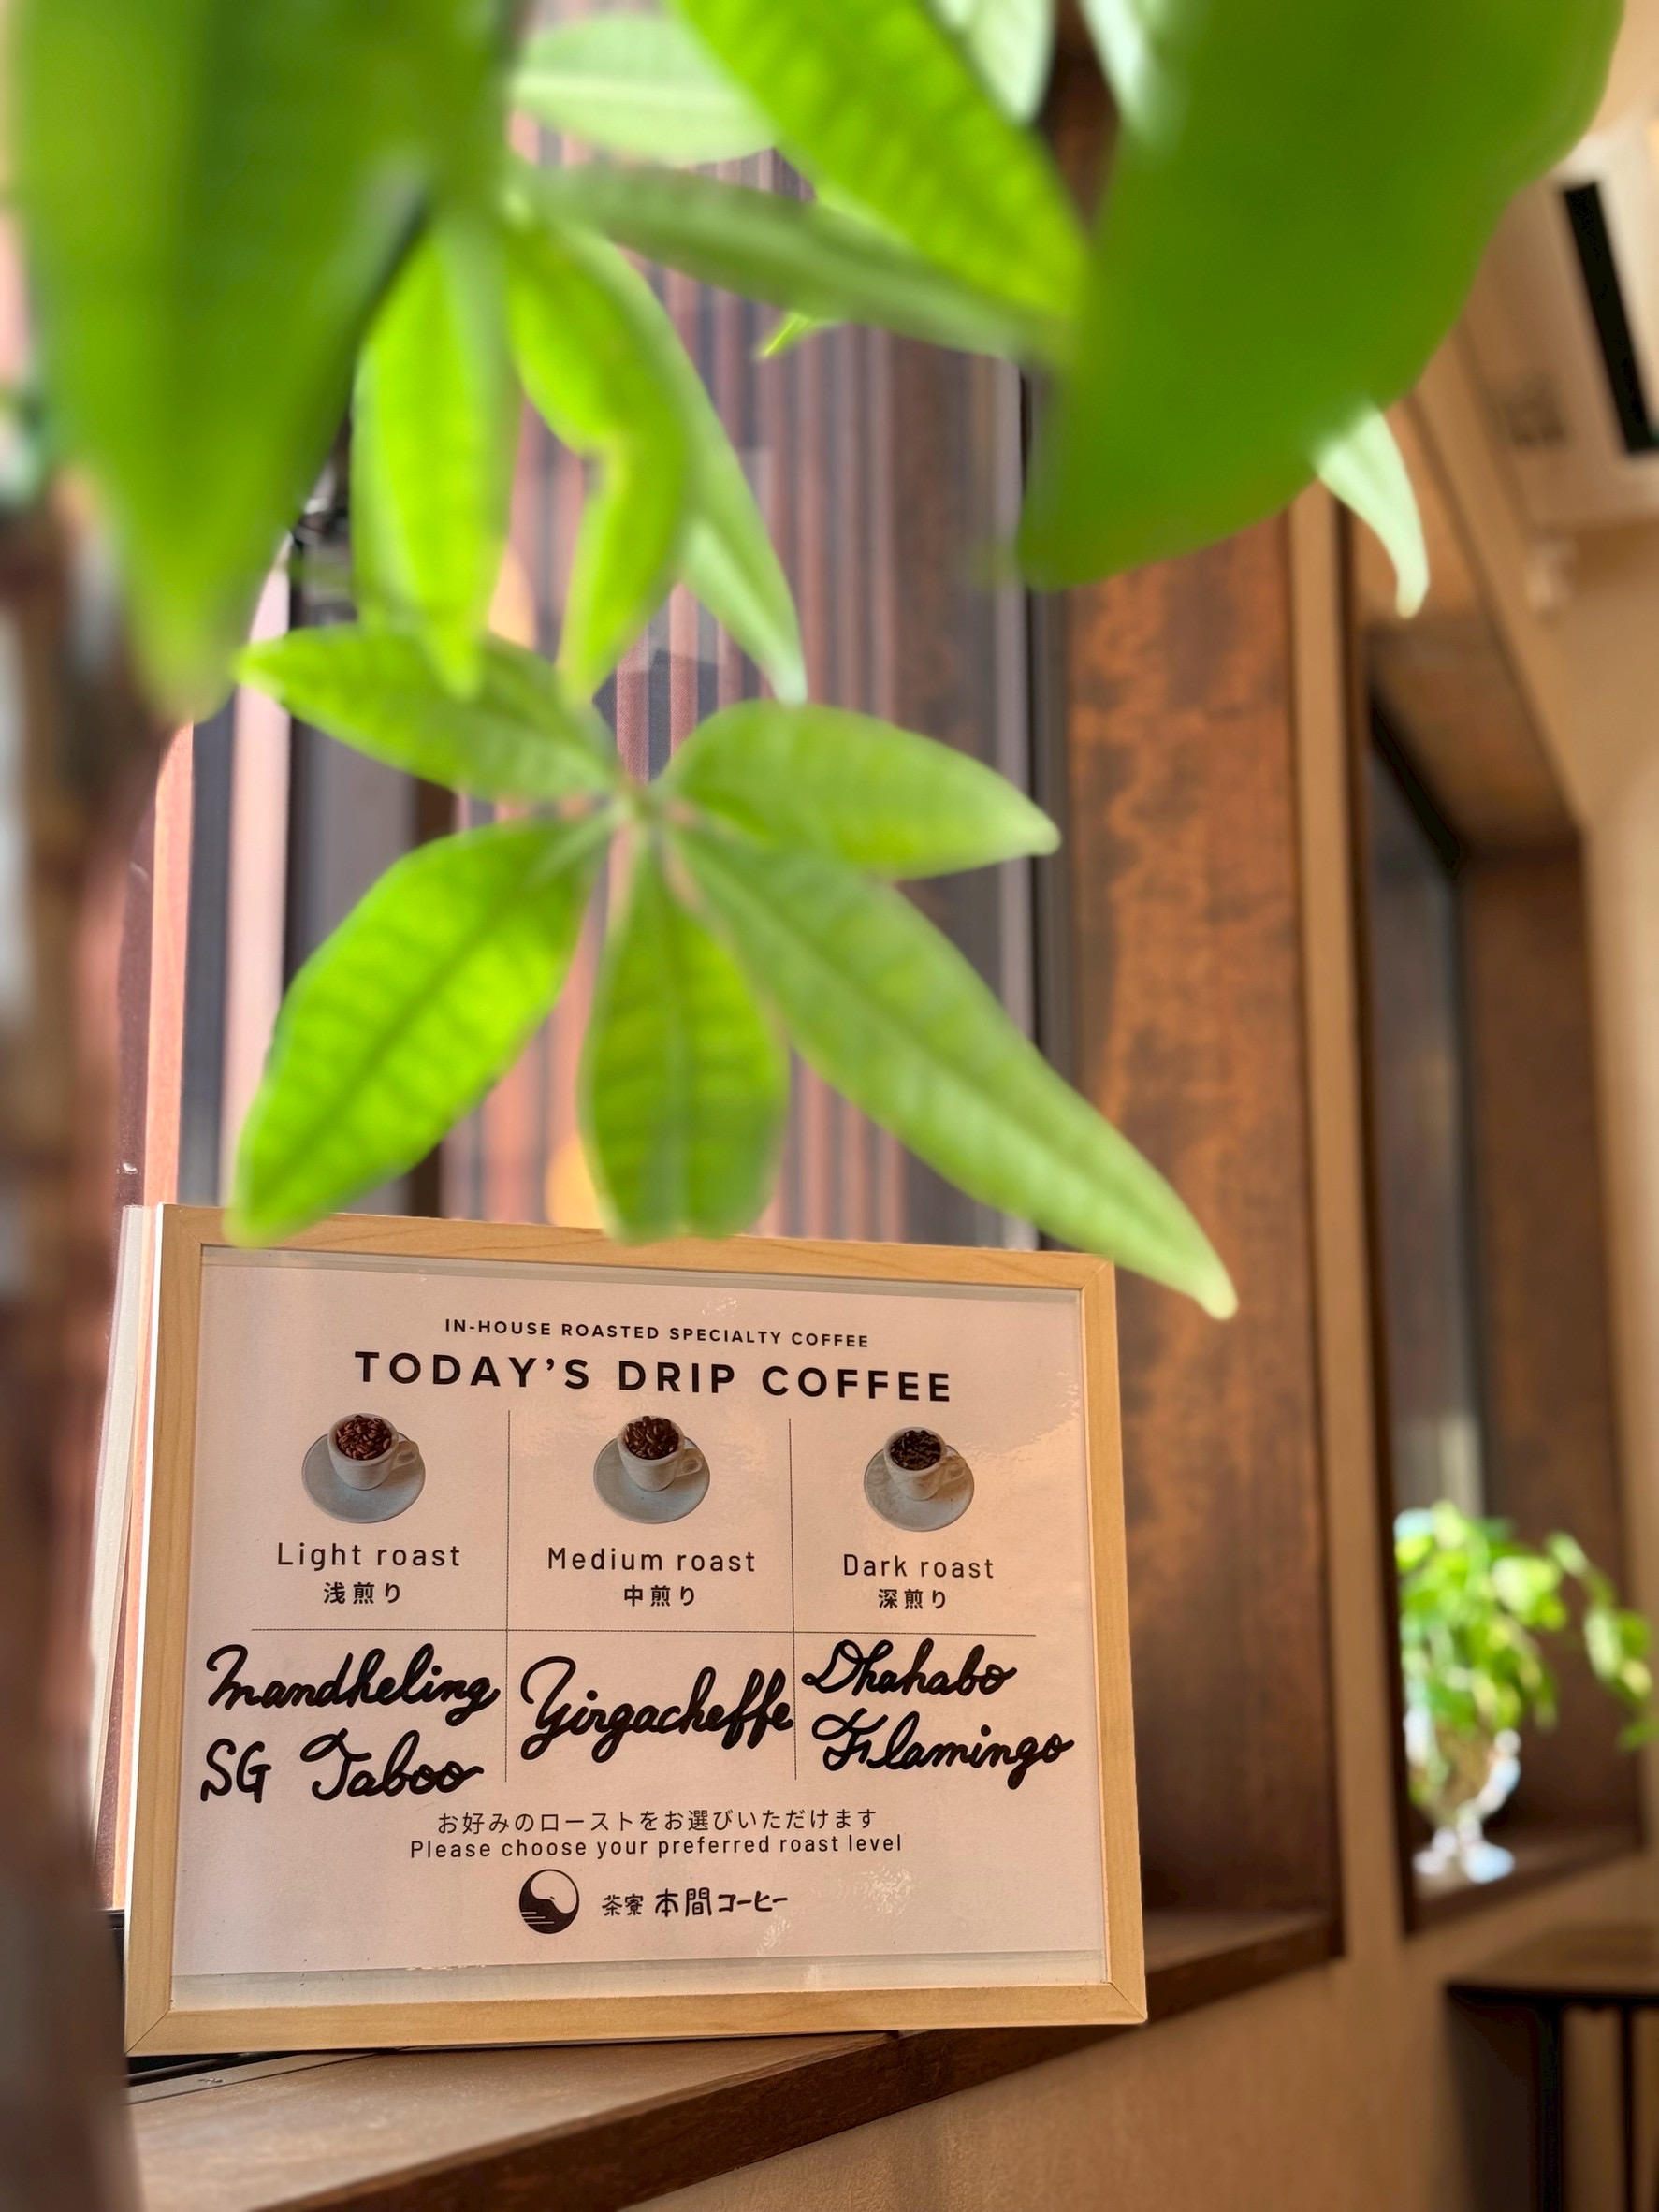 IN-HOUSE ROASTED SPECIALTY COFFEE
TODAY'S DRIP COFFEE
Light roast
浅煎り
Mandheling
SG Taboo
Medium roast
中煎り
Yirgacheffe
Dark roast
深煎り
Dhahabo
Flamingo
お好みのローストをお選びいただけます
Please choose your preferred roast level
茶寮 本間コーヒー